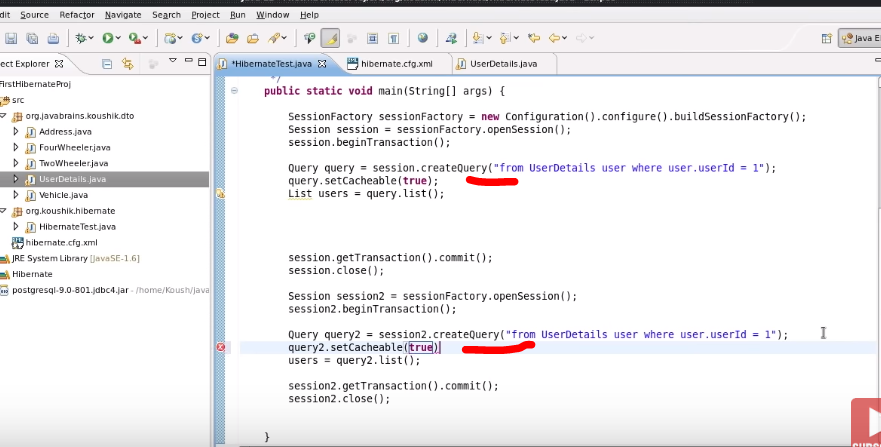 dit Source Refactor Navigate Search Project Run Window Help
Java E
ect Explorer
*HibernateTest.java hibernate.cfg.xml UserDetails.java
FirstHibernateProj
src
org.javabrains.koushik.dto
Address.java
FourWheeler.java
TwoWheeler.java
UserDetails.java
Vehicle.java
org.koushik.hibernate
HibernateTest.java
hibernate.cfg.xml
JRE System Library [JavaSE-1.6]
Hibernate
postgresql-9.0-801.jdbc4.jar - /home/Koush/java
*/
public static void main(String[] args) {
SessionFactory sessionFactory = new Configuration().configure().buildSessionFactory();
Session session = sessionFactory.openSession();
session.beginTransaction();
Query query = session.createQuery("from UserDetails user where user.userId = 1");
query.setCacheable(true);
List users = query.list();
session.getTransaction().commit();
session.close();
Session session2 = sessionFactory.openSession();
session2.beginTransaction();
Query query2 = session2.createQuery("from UserDetails user where user.userId = 1");
query2.setCacheable(true)
users = query2.list();
session2.getTransaction().commit();
session2.close();
}